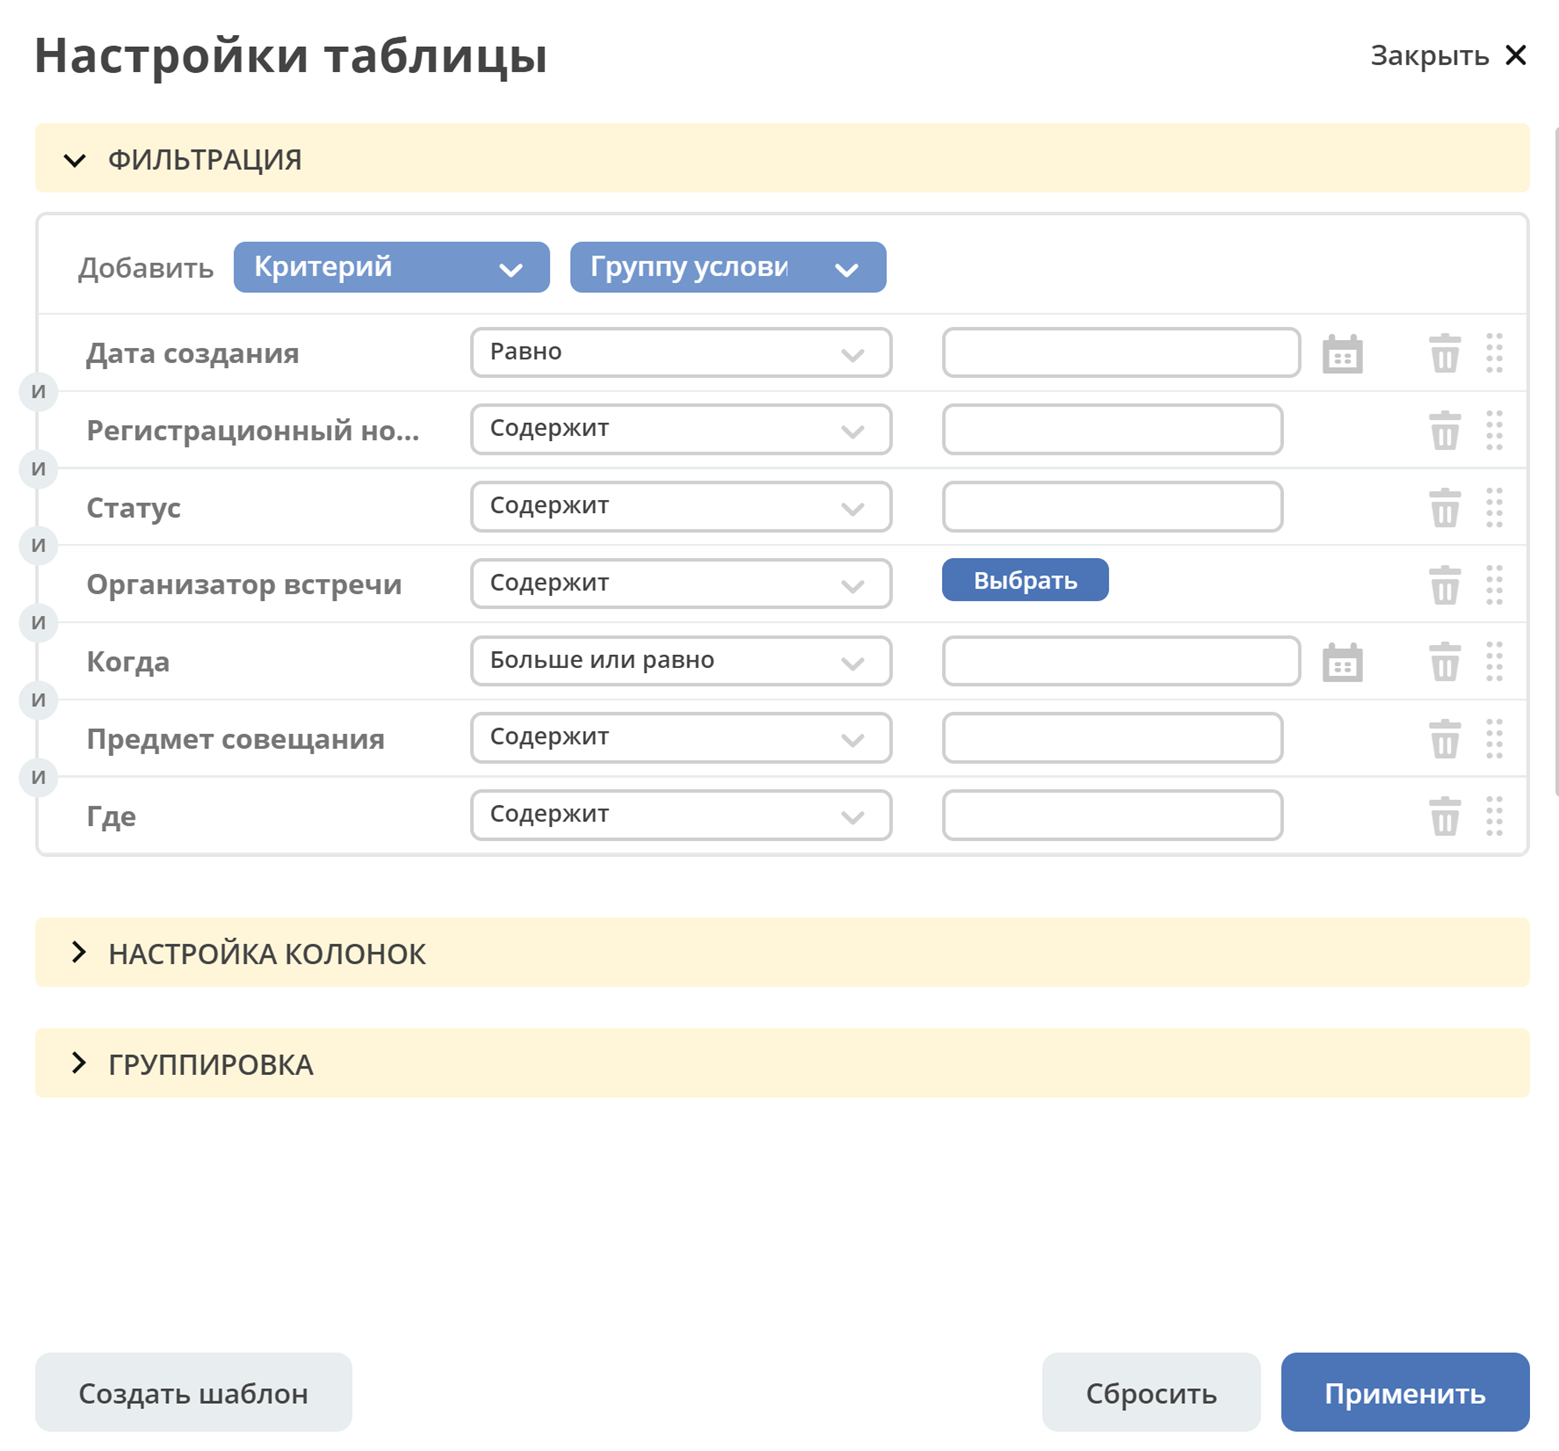 Настройки таблицы
Закрыть
ФИЛЬТРАЦИЯ
Добавить Критерий Группу услови
Дата создания Равно
и
Регистрационный но... Содержит
и
Статус Содержит
и
Организатор встречи Содержит Выбрать
и
Когда Больше или равно
и
Предмет совещания Содержит
и
Где Содержит
НАСТРОЙКА КОЛОНОК
ГРУППИРОВКА
Создать шаблон Сбросить Применить